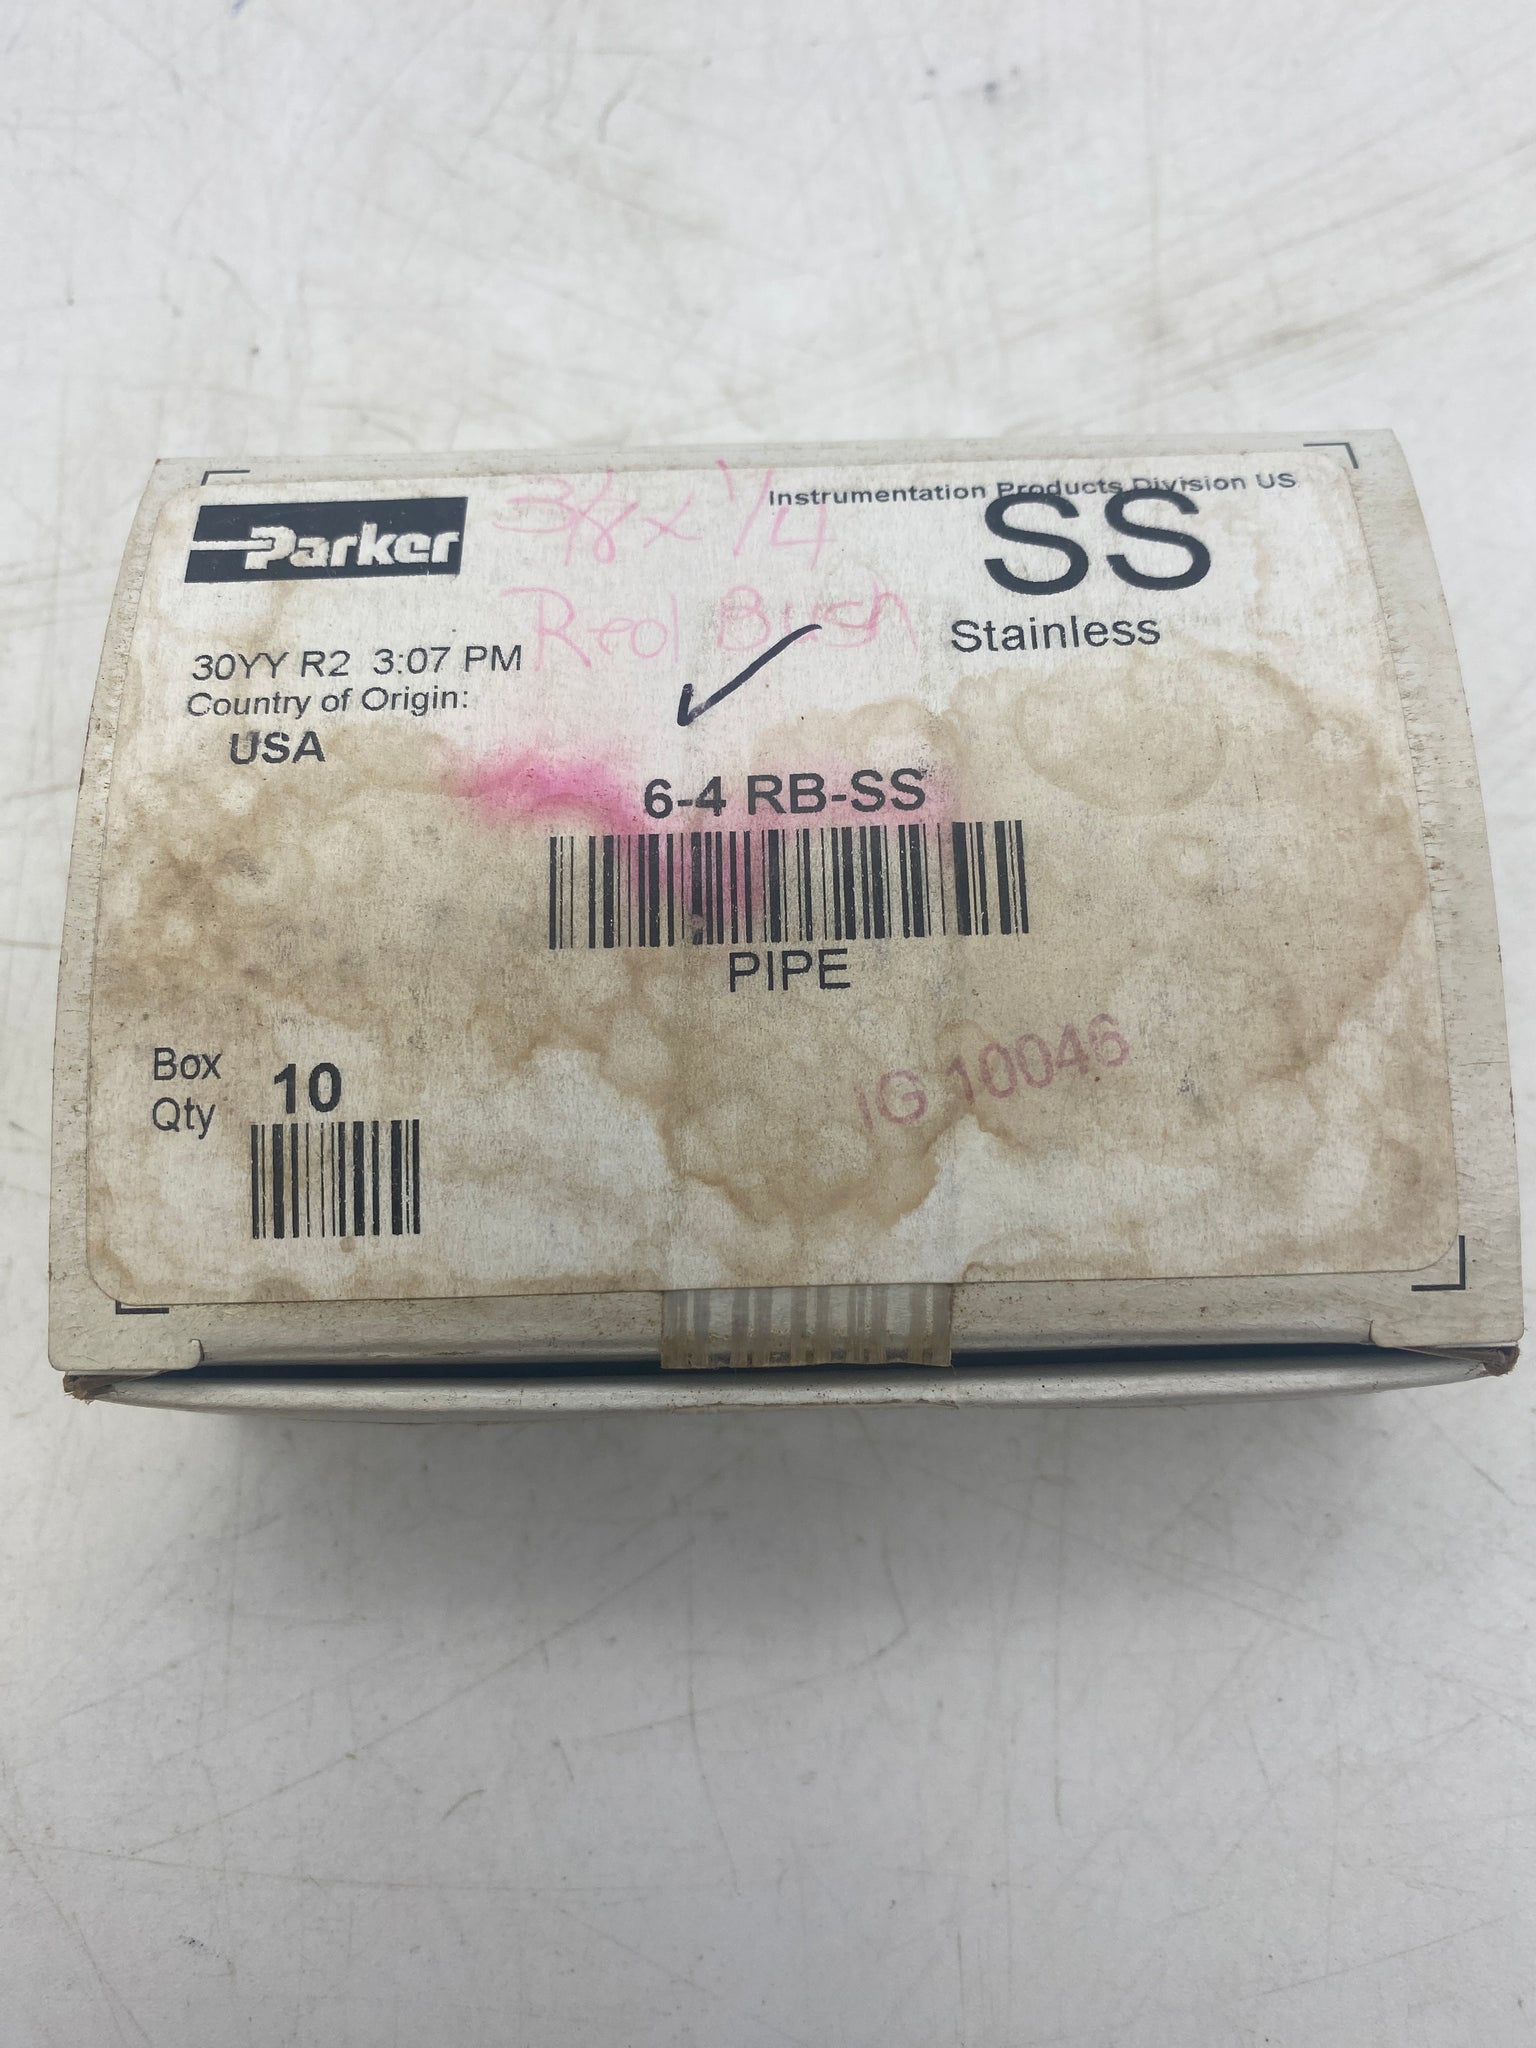 Parker
3/8 x 1/4
Instrumentation Products Division US
SS
Red Bush
Stainless
30YY R2 3:07 PM
Country of Origin:
USA
6-4 RB-SS
PIPE
Box
Qty
10
IG 10046